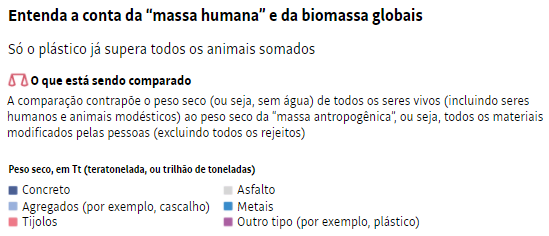 Entenda a conta da “massa humana” e da biomassa globais
Só o plástico já supera todos os animais somados
O que está sendo comparado
A comparação contrapõe o peso seco (ou seja, sem água) de todos os seres vivos (incluindo seres
humanos e animais modésticos) ao peso seco da “massa antropogênica”, ou seja, todos os materiais
modificados pelas pessoas (excluindo todos os rejeitos)
Peso seco, em Tt (teratonelada, ou trilhão de toneladas)
Concreto
Agregados (por exemplo, cascalho)
Tijolos
Asfalto
Metais
Outro tipo (por exemplo, plástico)